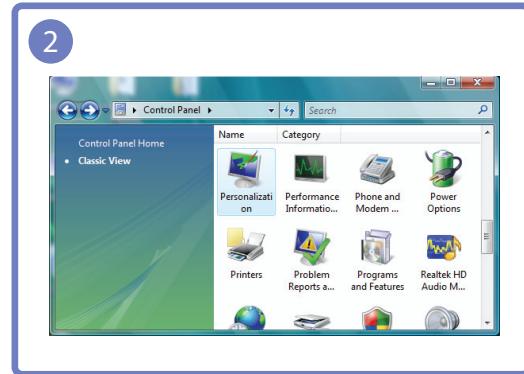 2
Control Panel
Search
Control Panel Home
Classic View
Name Category
Personalizati
on
Performance
Informatio...
Phone and
Modem ...
Power
Options
Printers
Problem
Reports a...
Programs
and Features
Realtek HD
Audio M...